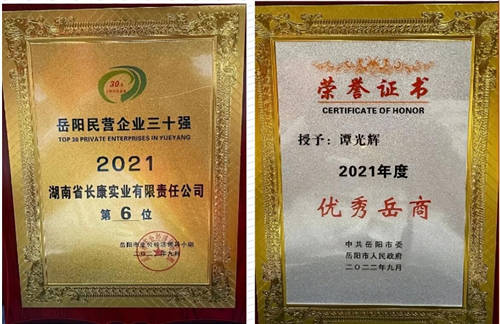 30强
岳阳民营企业三十强
TOP 30 PRIVATE ENTERPRISES IN YUEYANG
2021
湖南省长康实业有限责任公司
第 6 位
二〇二二年九月
荣誉证书
CERTIFICATE OF HONOR
授予：谭光辉
2021年度
优秀岳商
中共岳阳市委
岳阳市人民政府
二〇二二年九月